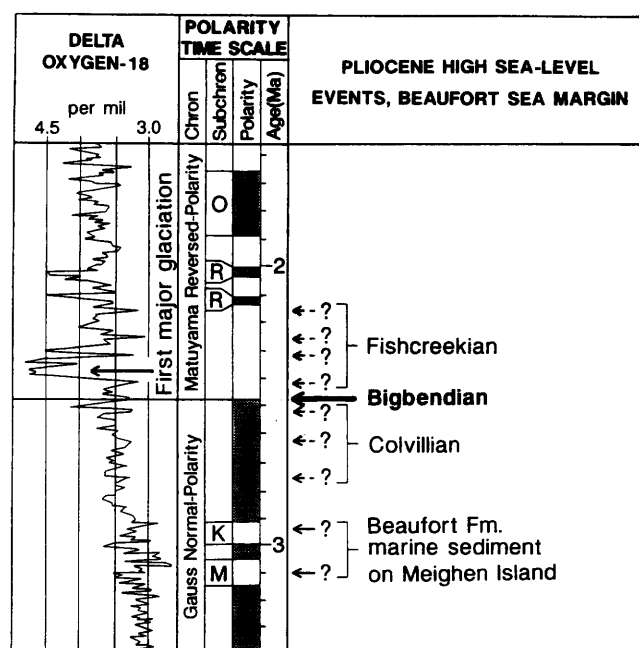 DELTA
OXYGEN-18
per mil
4.5 3.0
POLARITY
TIME SCALE
Chron
Subchron
Polarity
Age(Ma)
PLIOCENE HIGH SEA-LEVEL
EVENTS, BEAUFORT SEA MARGIN
First major glaciation
Matuyama Reversed-Polarity
Gauss Normal-Polarity
O
R
R
K
M
2
3
?
?
?
?
Fishcreekian
Bigbendian
?
?
?
Colvillian
?
?
Beaufort Fm.
marine sediment
on Meighen Island